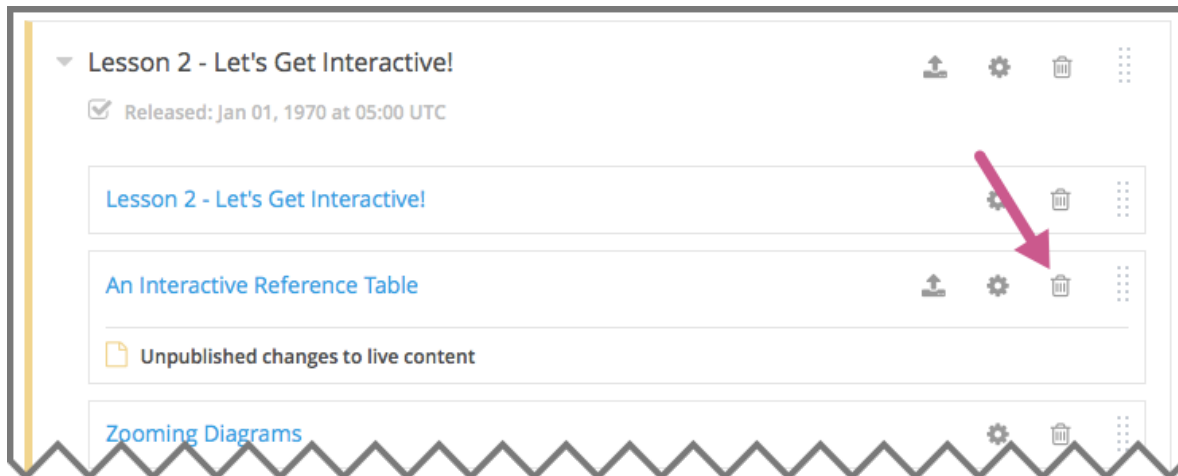 Lesson 2 - Let's Get Interactive!
Released: Jan 01, 1970 at 05:00 UTC
Lesson 2 - Let's Get Interactive!
An Interactive Reference Table
Unpublished changes to live content
Zooming Diagrams